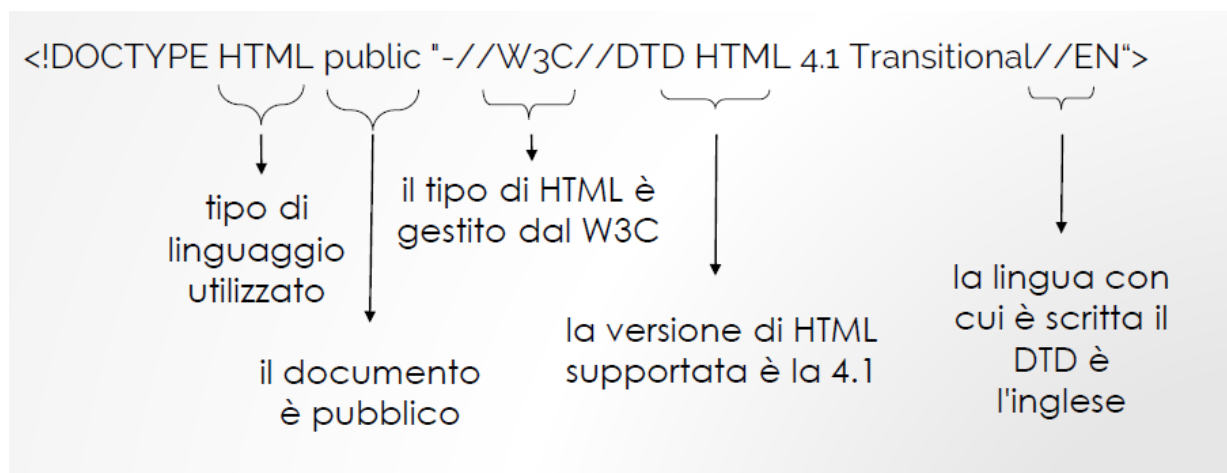 <!DOCTYPE HTML public "-//W3C//DTD HTML 4.1 Transitional//EN“>
tipo di
linguaggio
utilizzato
il documento
è pubblico
il tipo di HTML è
gestito dal W3C
la versione di HTML
supportata è la 4.1
la lingua con
cui è scritta il
DTD è
l'inglese